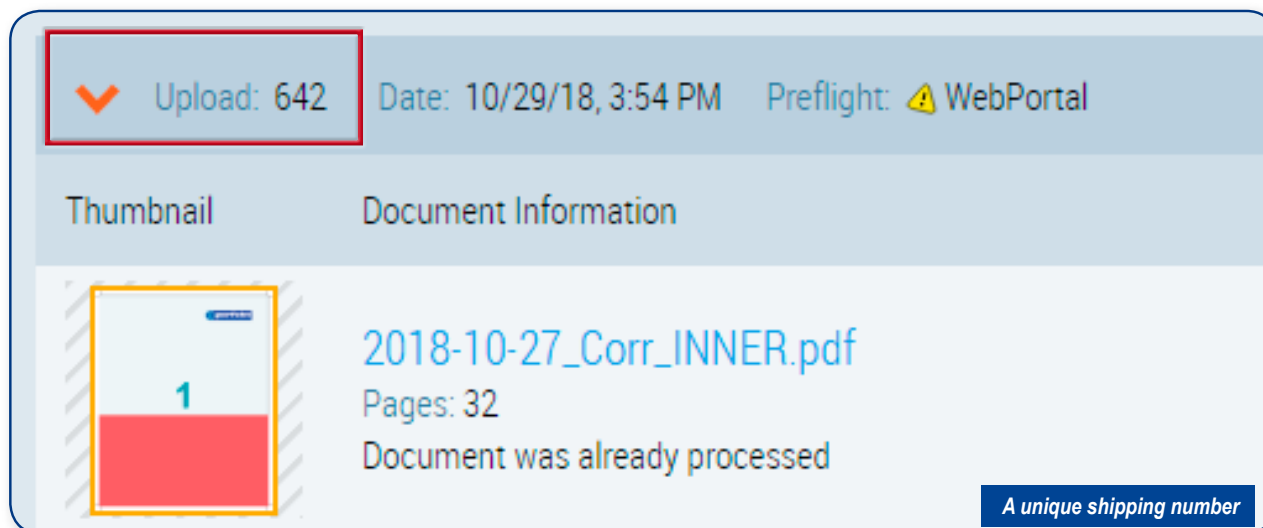 Upload: 642 Date: 10/29/18, 3:54 PM Preflight: WebPortal
Thumbnail Document Information
1
2018-10-27_Corr_INNER.pdf
Pages: 32
Document was already processed
A unique shipping number